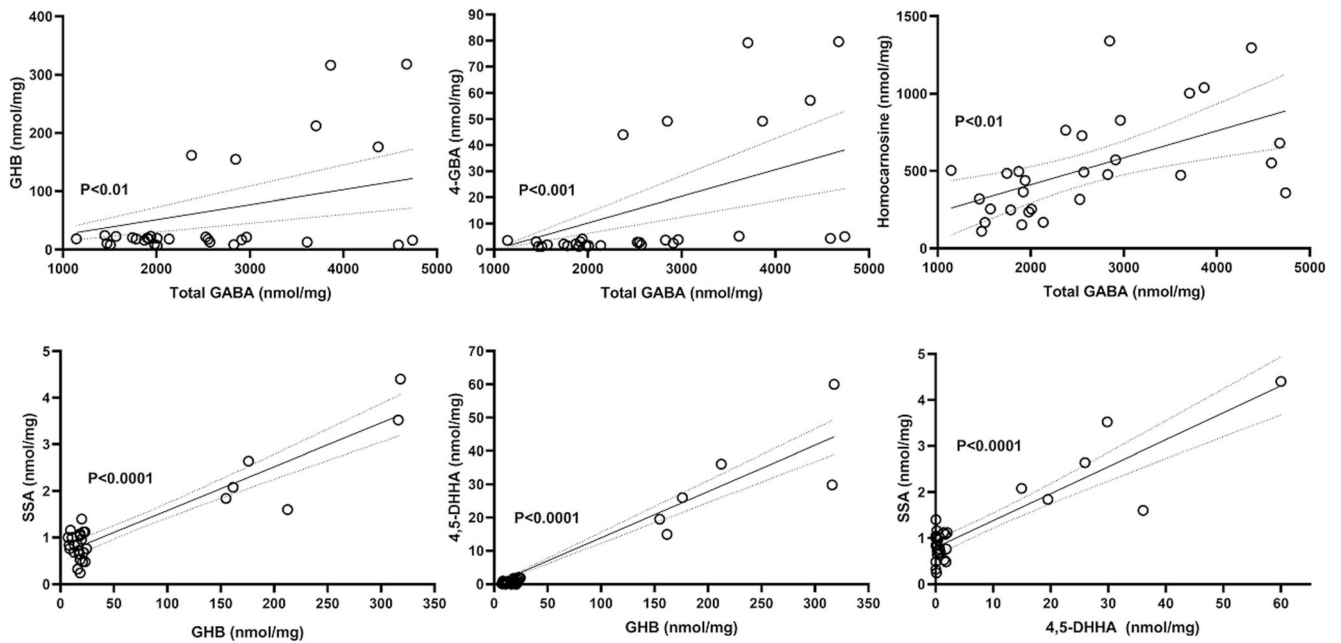 GHB (nmol/mg)
400
300
200
100
0
P<0.01
1000 2000 3000 4000 5000
Total GABA (nmol/mg)
4-GBA (nmol/mg)
90
80
70
60
50
40
30
20
10
0
P<0.001
1000 2000 3000 4000 5000
Total GABA (nmol/mg)
Homocarnosine (nmol/mg)
1500
1000
500
0
P<0.01
1000 2000 3000 4000 5000
Total GABA (nmol/mg)
SSA (nmol/mg)
5
4
3
2
1
0
P<0.0001
0 50 100 150 200 250 300 350
GHB (nmol/mg)
4,5-DHHA (nmol/mg)
70
60
50
40
30
20
10
0
P<0.0001
0 50 100 150 200 250 300 350
GHB (nmol/mg)
SSA (nmol/mg)
5
4
3
2
1
0
P<0.0001
0 10 20 30 40 50 60
4,5-DHHA (nmol/mg)